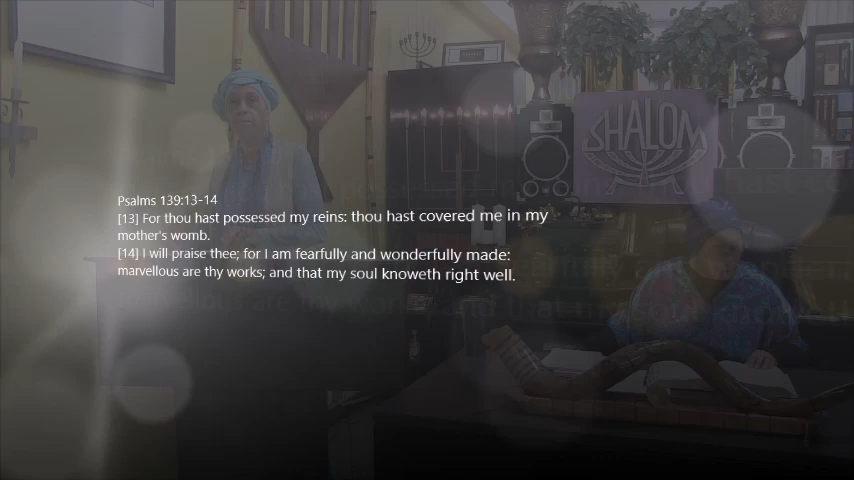 SHALOM
Psalms 139:13-14
[13] For thou hast possessed my reins: thou hast covered me in my
mother's womb.
[14] I will praise thee; for I am fearfully and wonderfully made:
marvellous are thy works; and that my soul knoweth right well.